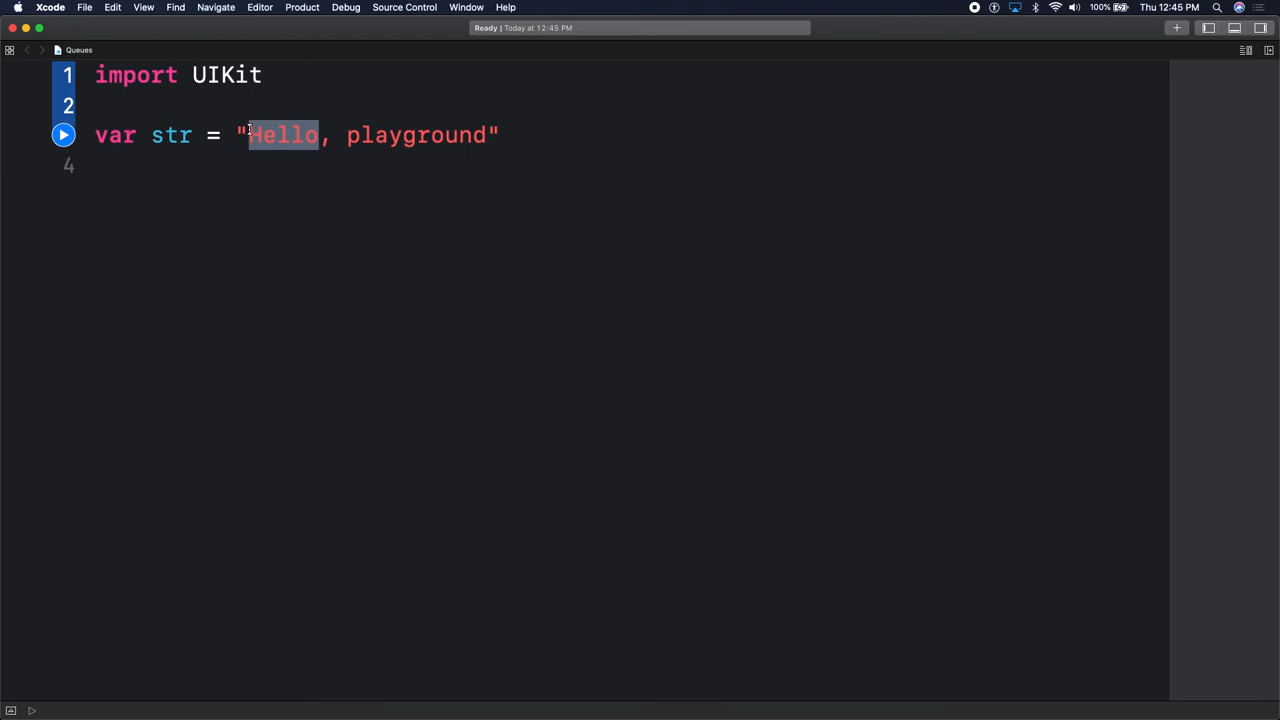 Xcode File Edit View Find Navigate Editor Product Debug Source Control Window Help 100% Thu 12:45 PM
Ready | Today at 12:45 PM
Queues
1 import UIKit
2
var str = "Hello, playground"
4